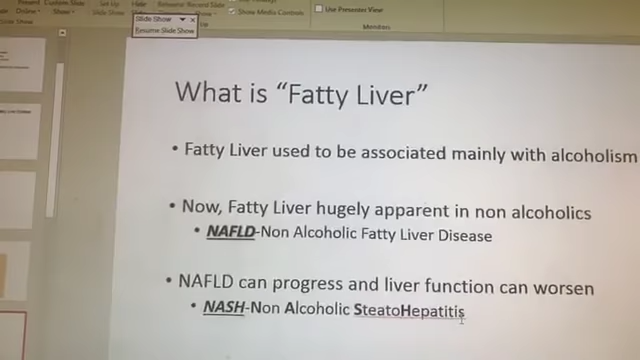 Present
Custom Slide
Set Up
Hide
Rehearse
Record Slide
Online
Show
Slide Show
Slide
Show Media Controls
Use Presenter View
Monitors
Slide Show
Resume Slide Show
What is “Fatty Liver”
• Fatty Liver used to be associated mainly with alcoholism
• Now, Fatty Liver hugely apparent in non alcoholics
• NAFLD-Non Alcoholic Fatty Liver Disease
• NAFLD can progress and liver function can worsen
• NASH-Non Alcoholic SteatoHepatitis